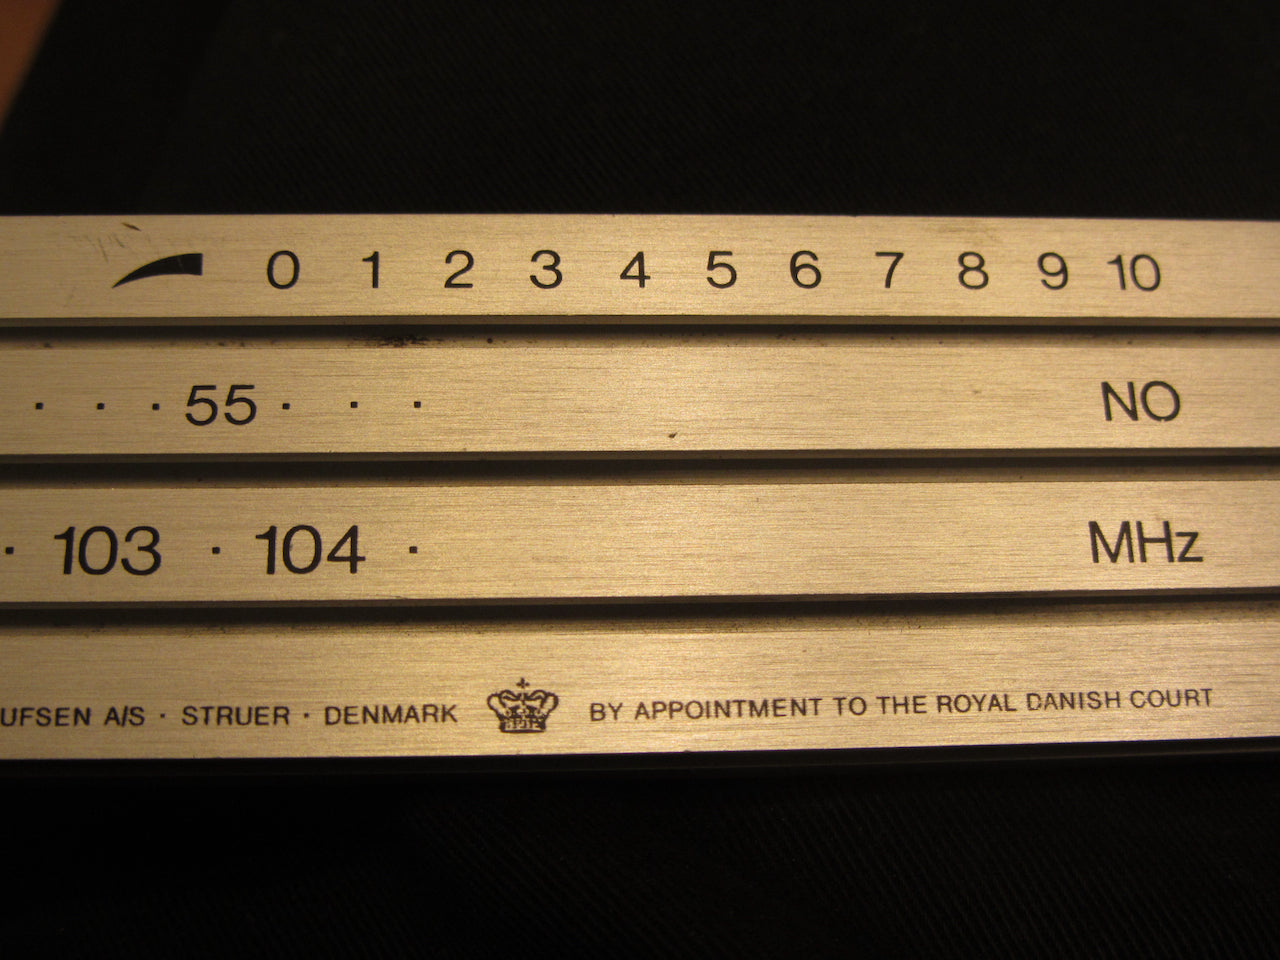 0 1 2 3 4 5 6 7 8 9 10
· · · 55 · · · NO
· 103 · 104 · MHz
UFSEN A/S · STRUER · DENMARK BY APPOINTMENT TO THE ROYAL DANISH COURT